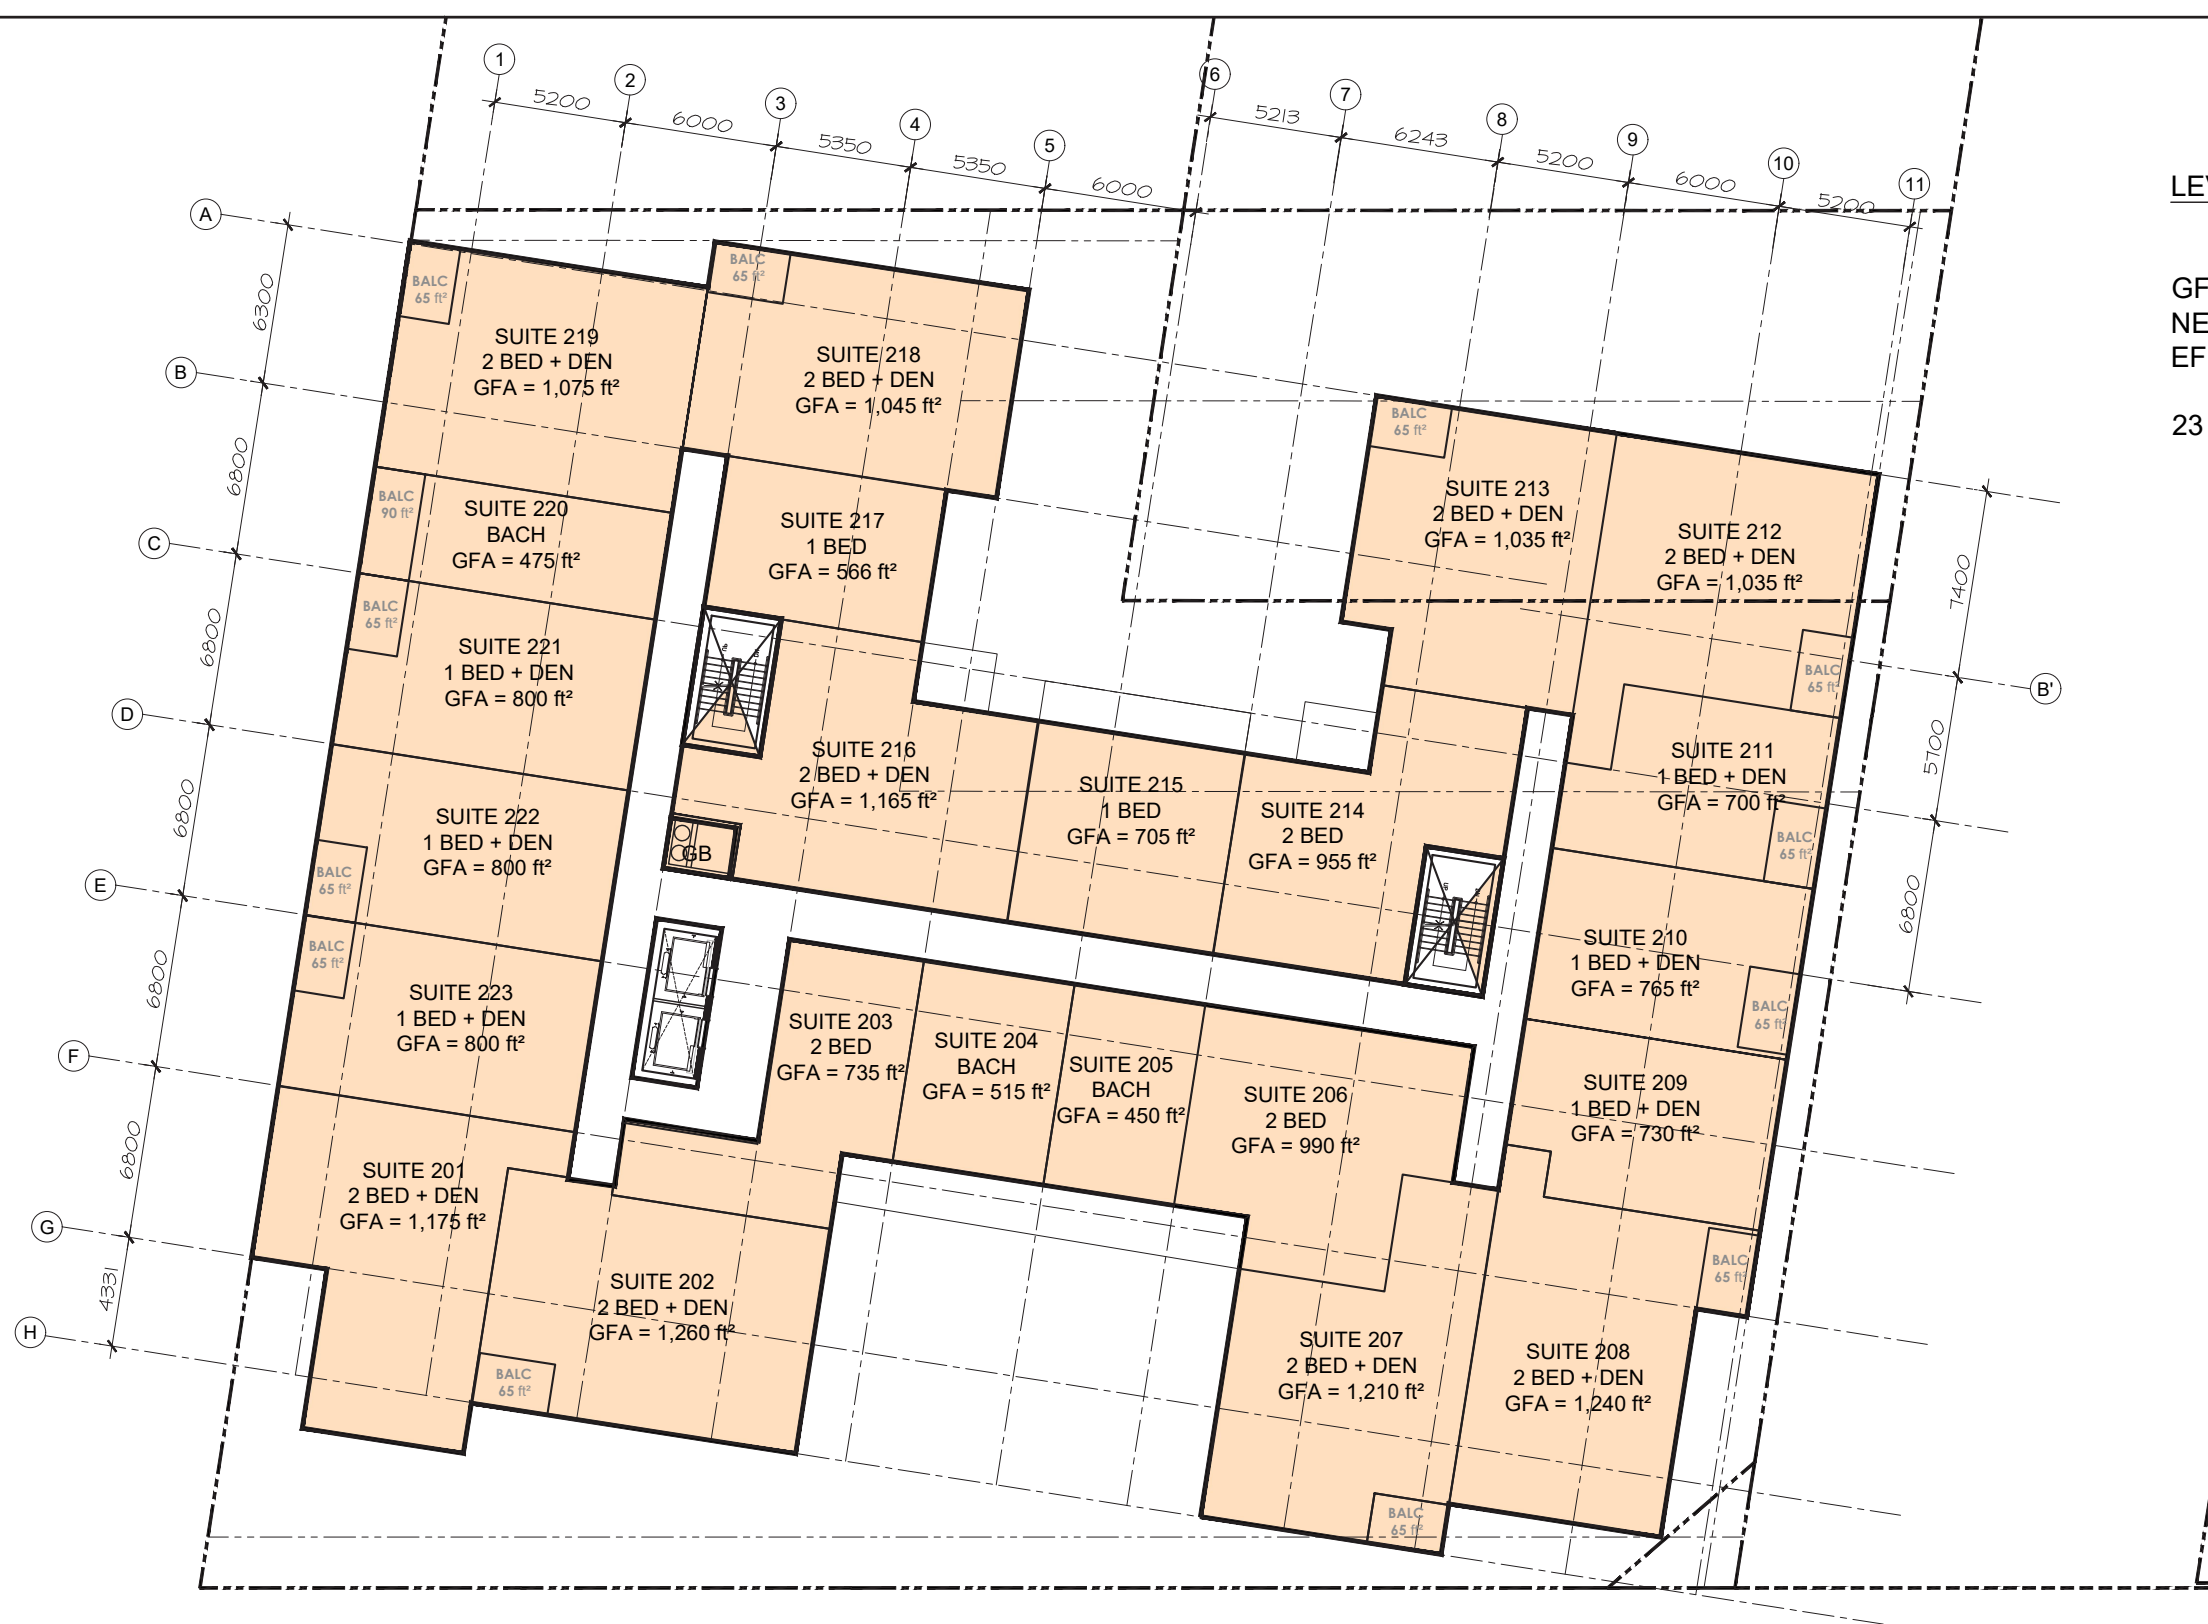 1
2
3
4
5
6
7
8
9
10
11
5200
6000
5350
5350
6000
5213
6243
5200
6000
5200
A
B
C
D
E
F
G
H
B'
6300
6800
6800
6800
6800
6800
4331
7400
5700
6800
BALC
65 ft²
SUITE 219
2 BED + DEN
GFA = 1,075 ft²
BALC
65 ft²
SUITE 218
2 BED + DEN
GFA = 1,045 ft²
BALC
90 ft²
SUITE 220
BACH
GFA = 475 ft²
SUITE 217
1 BED
GFA = 566 ft²
BALC
65 ft²
SUITE 213
2 BED + DEN
GFA = 1,035 ft²
SUITE 212
2 BED + DEN
GFA = 1,035 ft²
BALC
65 ft²
BALC
65 ft²
SUITE 221
1 BED + DEN
GFA = 800 ft²
SUITE 216
2 BED + DEN
GFA = 1,165 ft²
SUITE 215
1 BED
GFA = 705 ft²
SUITE 214
2 BED
GFA = 955 ft²
SUITE 211
1 BED + DEN
GFA = 700 ft²
BALC
65 ft²
SUITE 222
1 BED + DEN
GFA = 800 ft²
BALC
65 ft²
GB
SUITE 210
1 BED + DEN
GFA = 765 ft²
BALC
65 ft²
BALC
65 ft²
SUITE 223
1 BED + DEN
GFA = 800 ft²
SUITE 203
2 BED
GFA = 735 ft²
SUITE 204
BACH
GFA = 515 ft²
SUITE 205
BACH
GFA = 450 ft²
SUITE 206
2 BED
GFA = 990 ft²
SUITE 209
1 BED + DEN
GFA = 730 ft²
SUITE 201
2 BED + DEN
GFA = 1,175 ft²
SUITE 202
2 BED + DEN
GFA = 1,260 ft²
BALC
65 ft²
SUITE 207
2 BED + DEN
GFA = 1,210 ft²
BALC
65 ft²
SUITE 208
2 BED + DEN
GFA = 1,240 ft²
BALC
65 ft²
GF
NE
EF
23